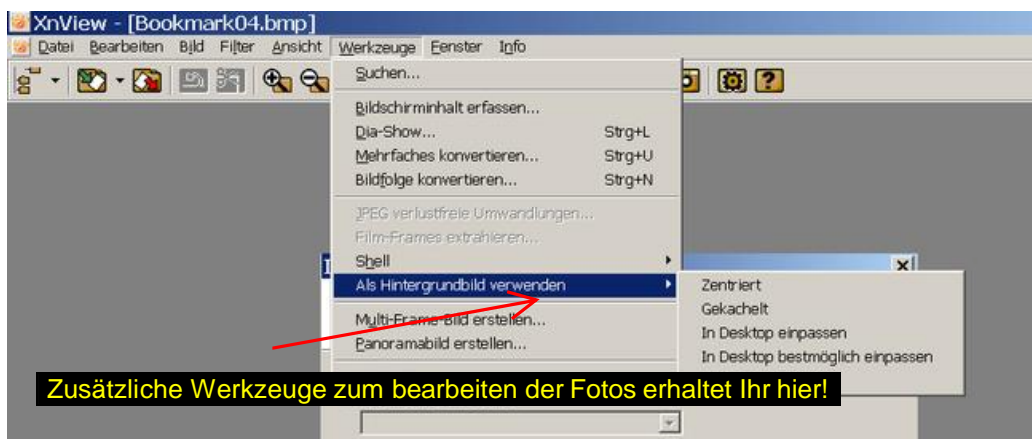 XnView - [Bookmark04.bmp]
Datei Bearbeiten Bild Filter Ansicht Werkzeuge Fenster Info
Suchen...
Bildschirminhalt erfassen...
Dia-Show... Strg+L
Mehrfaches konvertieren... Strg+U
Bildfolge konvertieren... Strg+N
JPEG verlustfreie Umwandlungen...
Film-Frames extrahieren...
Shell
Als Hintergrundbild verwenden
Multi-Frame-Bild erstellen...
Panoramabild erstellen...
Zentriert
Gekachelt
In Desktop einpassen
In Desktop bestmöglich einpassen
Zusätzliche Werkzeuge zum bearbeiten der Fotos erhaltet Ihr hier!